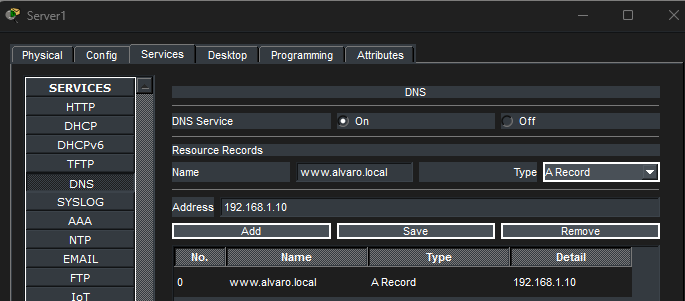 Server1
Physical Config Services Desktop Programming Attributes
SERVICES
HTTP
DHCP
DHCPv6
TFTP
DNS
SYSLOG
AAA
NTP
EMAIL
FTP
IoT
DNS
DNS Service On Off
Resource Records
Name www.alvaro.local Type A Record
Address 192.168.1.10
Add Save Remove
No. Name Type Detail
0 www.alvaro.local A Record 192.168.1.10